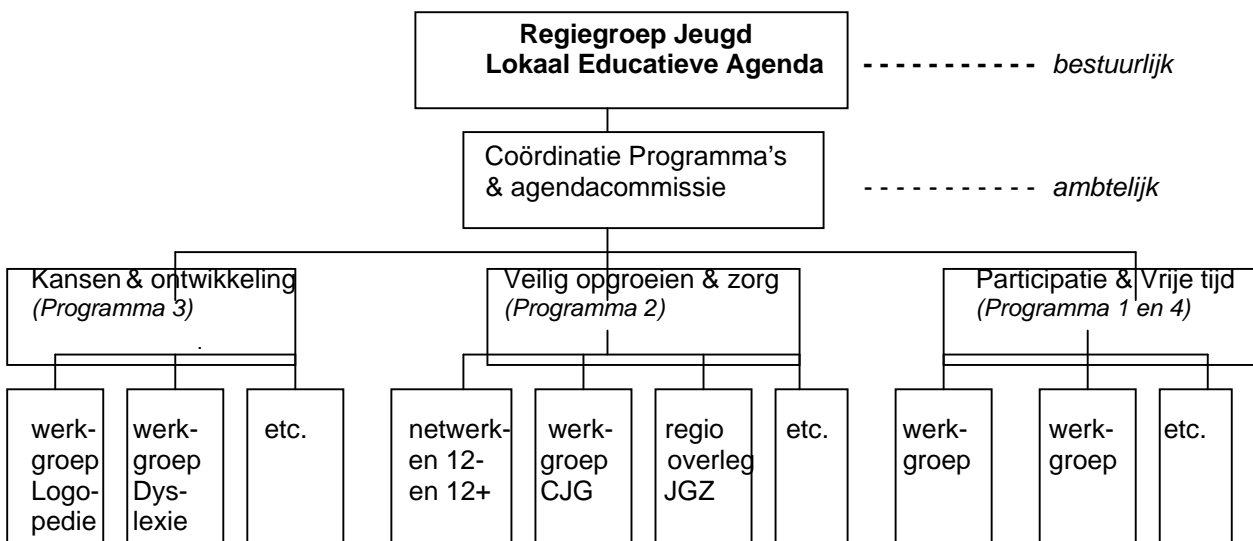 Regiegroep Jeugd
Lokaal Educatieve Agenda
- - - - - - - - - - - bestuurlijk
Coördinatie Programma's
& agendacommissie
- - - - - - - - - - - ambtelijk
Kansen & ontwikkeling
(Programma 3)
.
Veilig opgroeien & zorg
(Programma 2)
Participatie & Vrije tijd
(Programma 1 en 4)
werk-
groep
Logo-
pedie
werk-
groep
Dys-
lexie
etc.
netwerk-
en 12-
en 12+
werk-
groep
CJG
regio
overleg
JGZ
etc.
werk-
groep
werk-
groep
etc.